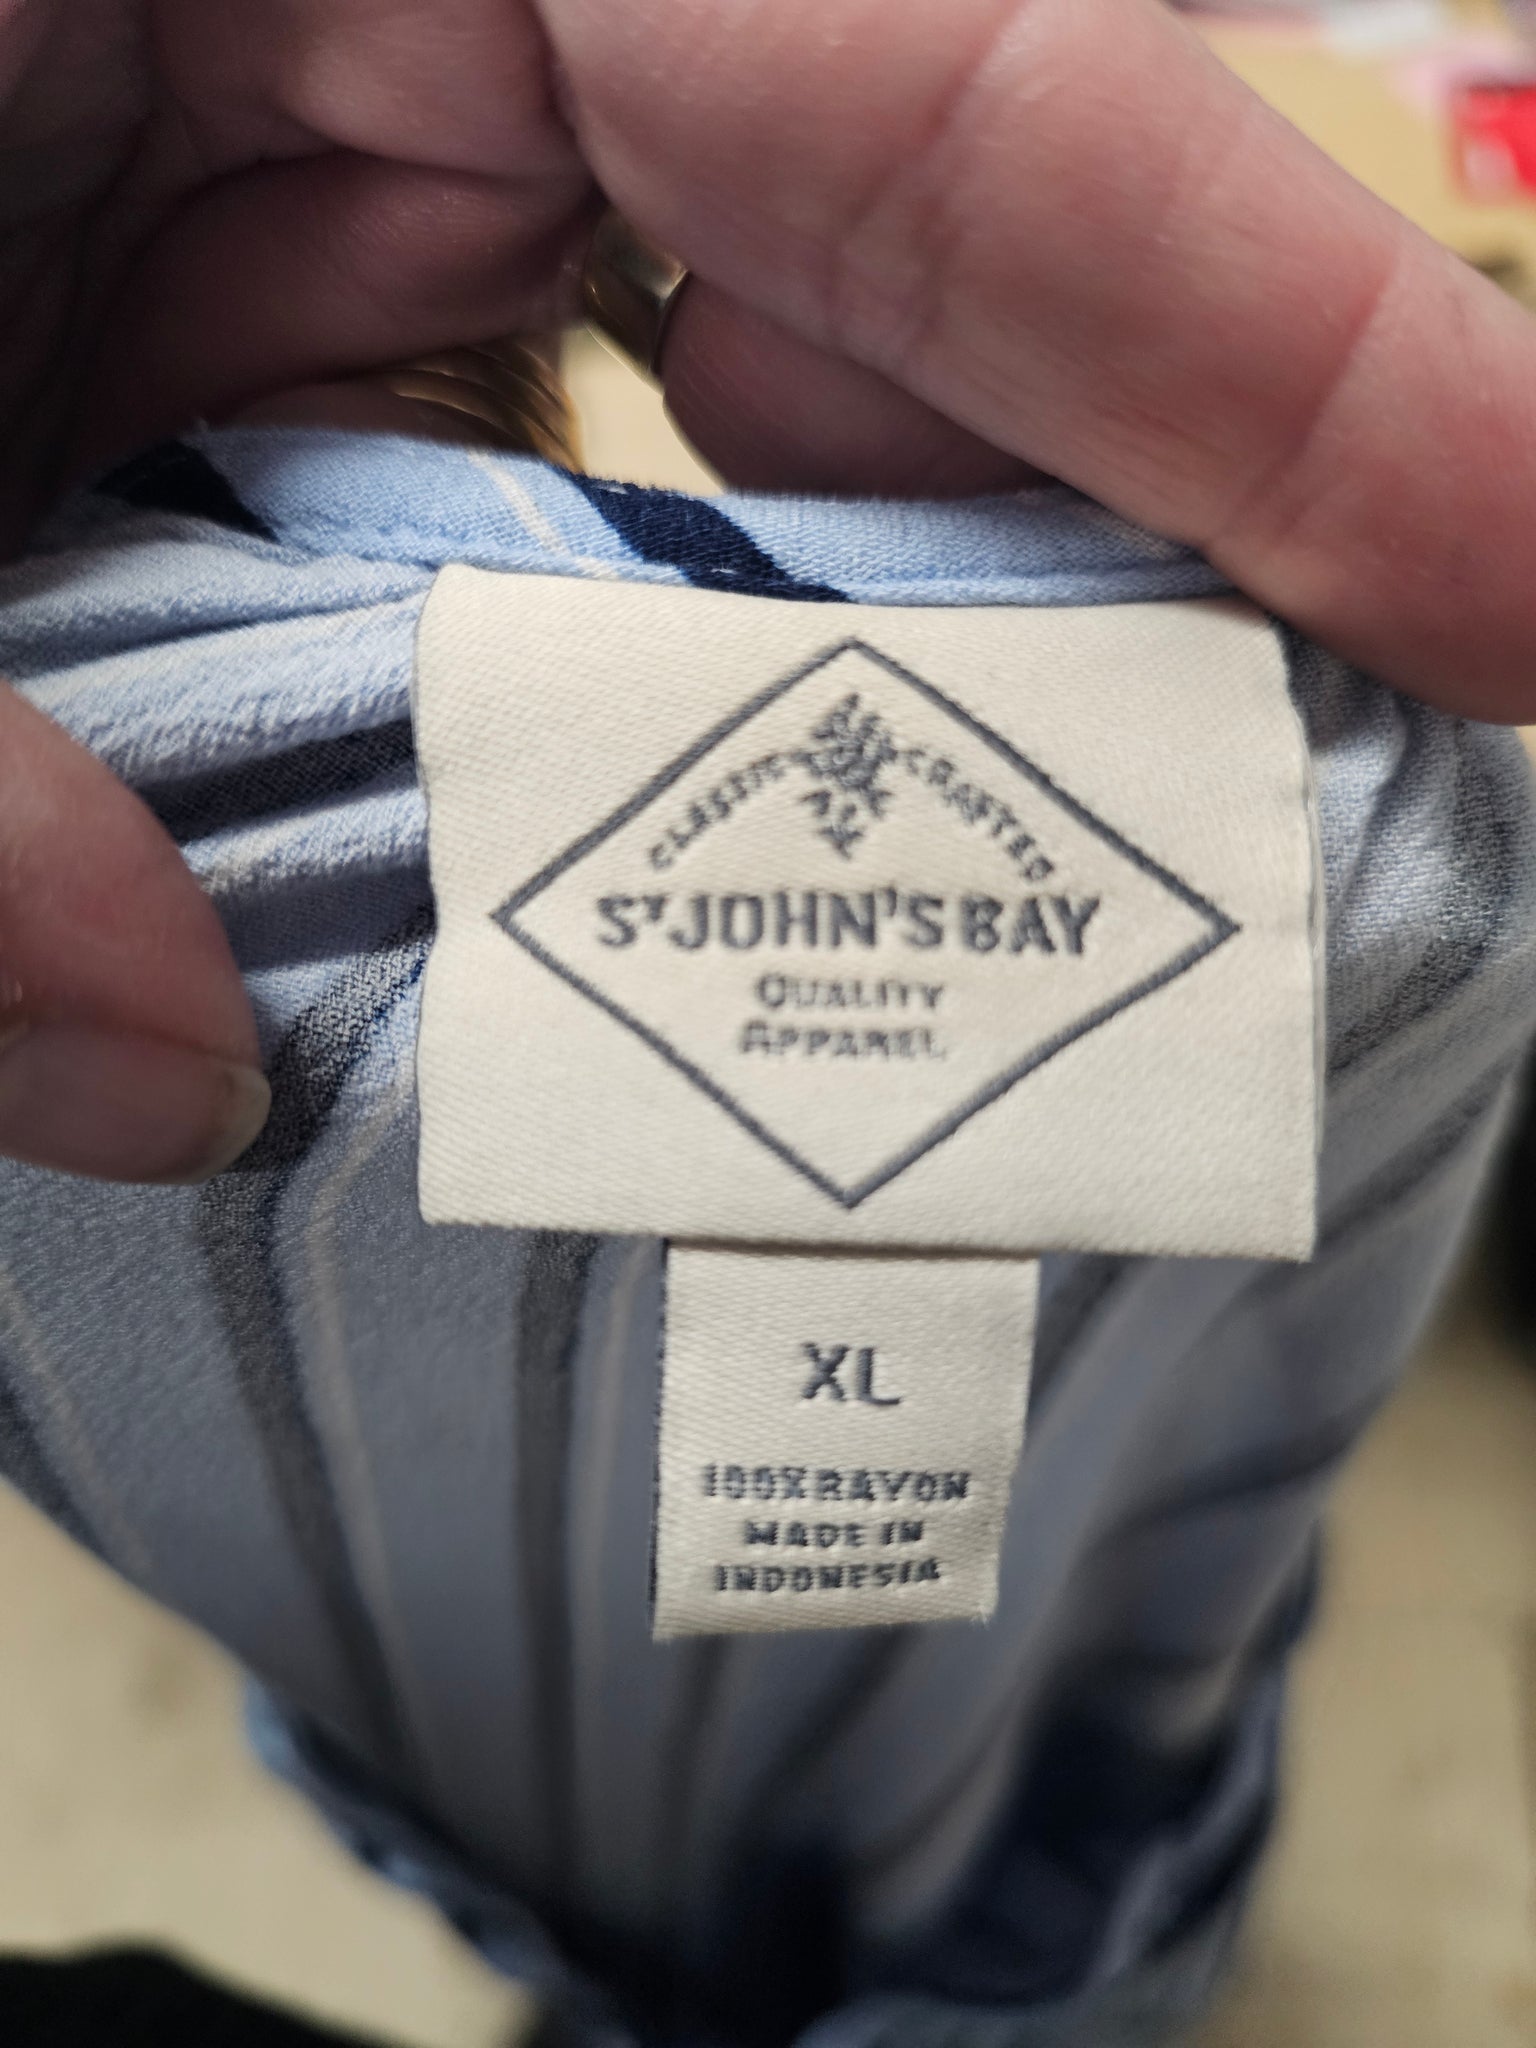 CLASSIC CRAFTED
ST JOHN'S BAY
QUALITY
APPAREL
XL
100% RAYON
MADE IN
INDONESIA